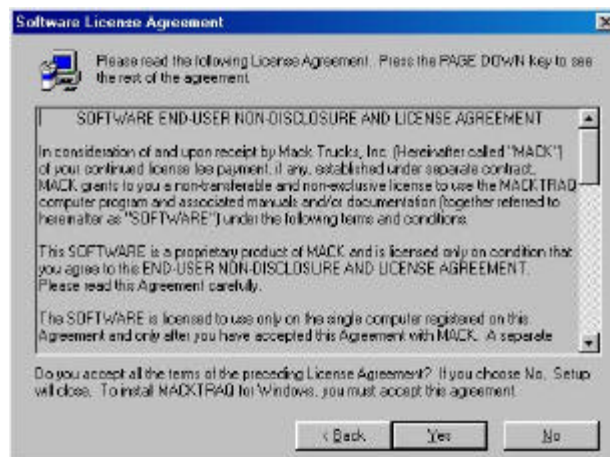 Software License Agreement
Please read the following License Agreement. Press the PAGE DOWN key to see
the rest of the agreement.
SOFTWARE END-USER NON-DISCLOSURE AND LICENSE AGREEMENT
In consideration of and upon receipt by Mack Trucks, Inc. (Hereinafter called "MACK")
of your continued license fee payment, if any, established under separate contract,
MACK grants to you a non-transferable and non-exclusive license to use the MACKTRAQ
computer program and associated manuals and/or documentation (together referred to
hereinafter as "SOFTWARE") under the following terms and conditions.
This SOFTWARE is a proprietary product of MACK and is licensed only on condition that
you agree to this END-USER NON-DISCLOSURE AND LICENSE AGREEMENT.
Please read this Agreement carefully.
The SOFTWARE is licensed to use only on the single computer registered on this
Agreement and only after you have accepted this Agreement with MACK. A separate
Do you accept all the terms of the preceding License Agreement? If you choose No, Setup
will close. To install MACKTRAQ for Windows, you must accept this agreement.
< Back Yes No